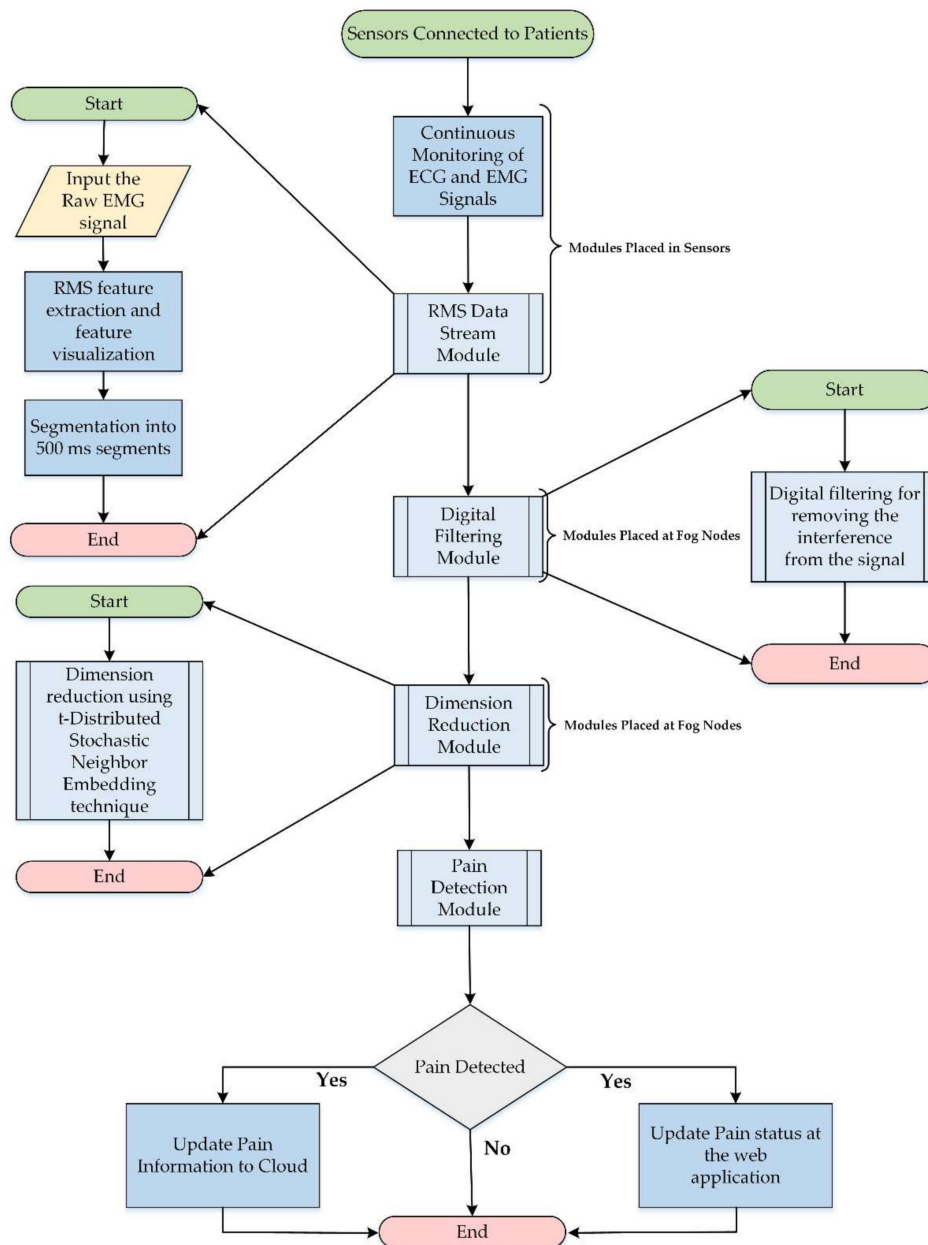 Sensors Connected to Patients
Start
Continuous
Monitoring of
ECG and EMG
Signals
Input the
Raw EMG
signal
Modules Placed in Sensors
RMS feature
extraction and
feature
visualization
RMS Data
Stream
Module
Start
Segmentation into
500 ms segments
Digital
Filtering
Module
Modules Placed at Fog Nodes
Digital filtering for
removing the
interference
from the signal
End
Start
End
Dimension
reduction using
t-Distributed
Stochastic
Neighbor
Embedding
technique
Dimension
Reduction
Module
Modules Placed at Fog Nodes
End
Pain
Detection
Module
Pain Detected
Yes
Yes
Update Pain
Information to Cloud
No
Update Pain status at
the web
application
End